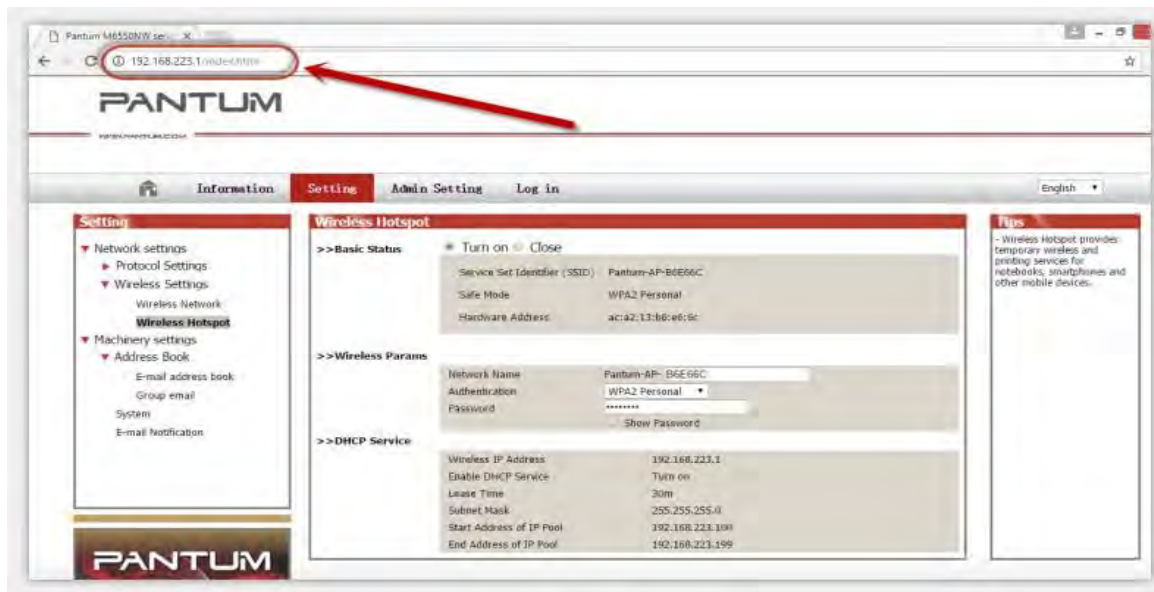 Pantum M6550NW ser... ×
192.168.223.1/index.html
PANTUM
Information Setting Admin Setting Log in English
Setting
Network settings
Protocol Settings
Wireless Settings
Wireless Network
Wireless Hotspot
Machinery settings
Address Book
E-mail address book
Group email
System
E-mail Notification
PANTUM
Wireless Hotspot
>>Basic Status Turn on Close
Service Set Identifier (SSID) Pantum-AP-B6E66C
Safe Mode WPA2 Personal
Hardware Address ac:a2:13:b6:e6:6c
>>Wireless Params
Network Name Pantum-AP- B6E66C
Authentication WPA2 Personal
Password ••••••••
Show Password
>>DHCP Service
Wireless IP Address 192.168.223.1
Enable DHCP Service Turn on
Lease Time 30m
Subnet Mask 255.255.255.0
Start Address of IP Pool 192.168.223.100
End Address of IP Pool 192.168.223.199
Tips
- Wireless Hotspot provides
temporary wireless and
printing services for
notebooks, smartphones and
other mobile devices.